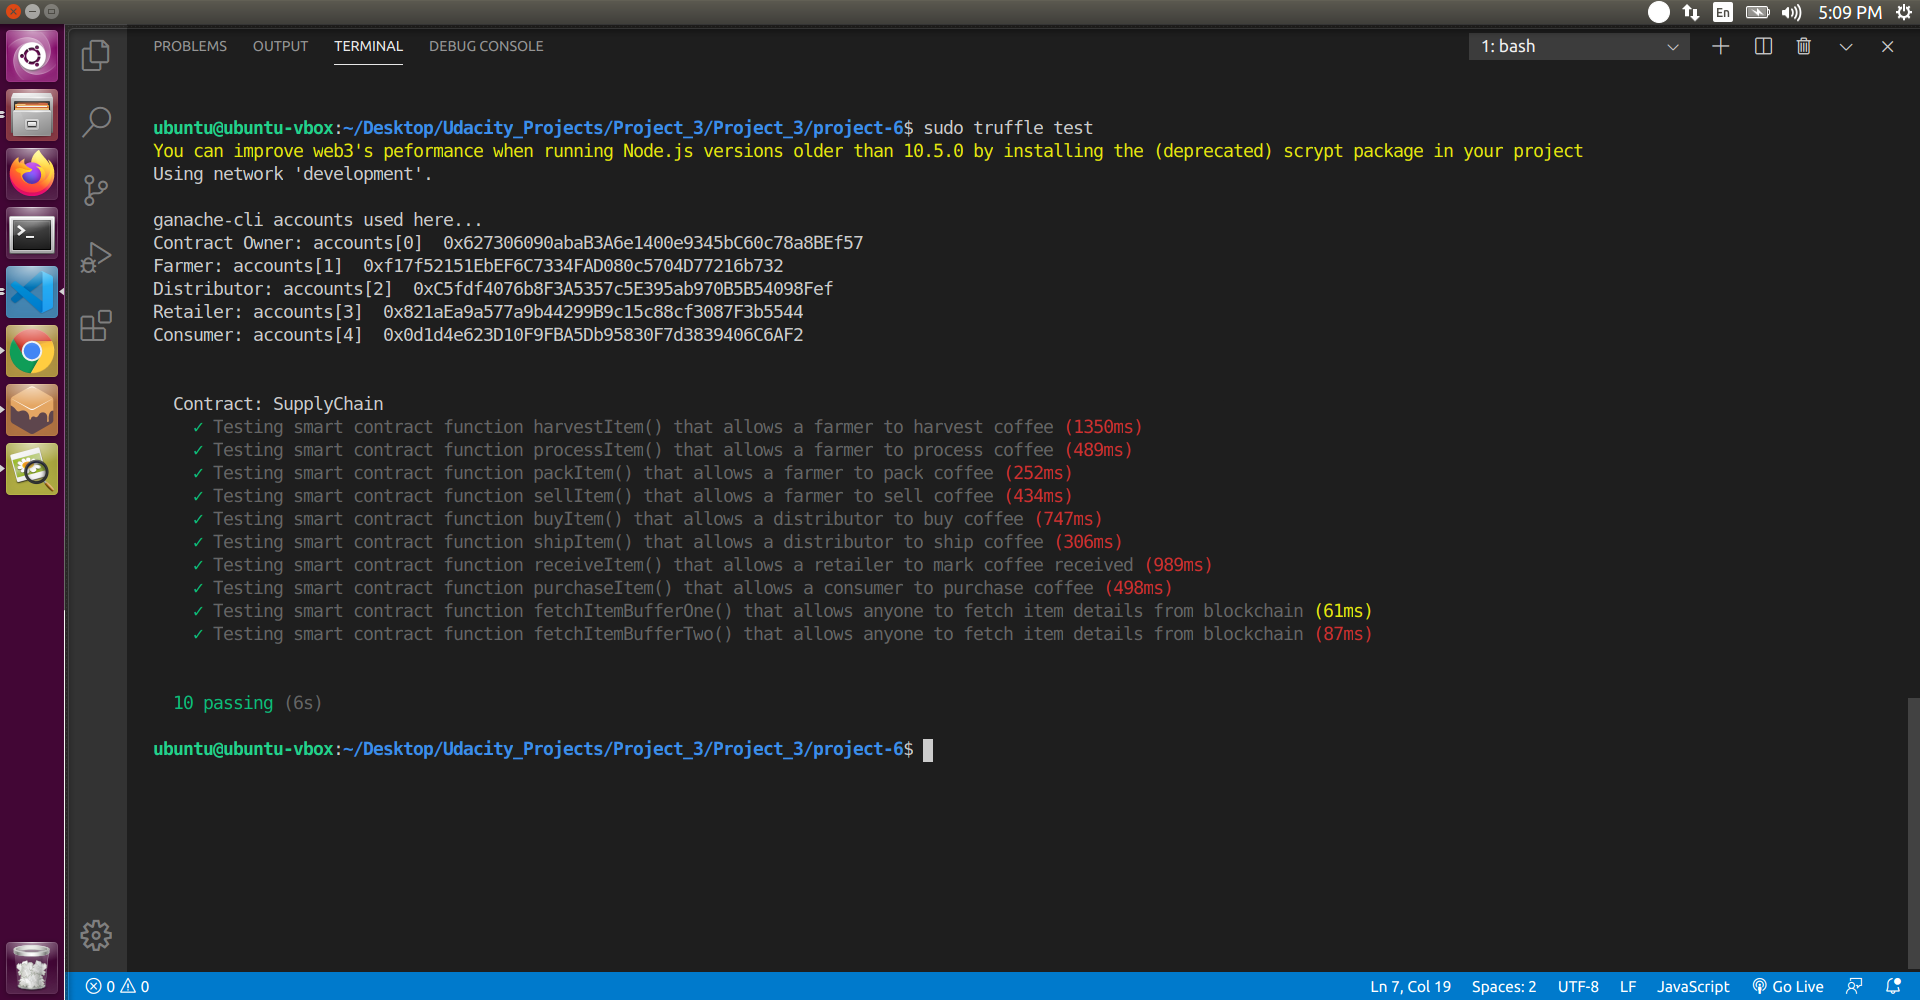 En 5:09 PM
PROBLEMS OUTPUT TERMINAL DEBUG CONSOLE 1: bash
ubuntu@ubuntu-vbox:~/Desktop/Udacity_Projects/Project_3/Project_3/project-6$ sudo truffle test
You can improve web3's peformance when running Node.js versions older than 10.5.0 by installing the (deprecated) scrypt package in your project
Using network 'development'.
ganache-cli accounts used here...
Contract Owner: accounts[0] 0x627306090abaB3A6e1400e9345bC60c78a8BEf57
Farmer: accounts[1] 0xf17f52151EbEF6C7334FAD080c5704D77216b732
Distributor: accounts[2] 0xC5fdf4076b8F3A5357c5E395ab970B5B54098Fef
Retailer: accounts[3] 0x821aEa9a577a9b44299B9c15c88cf3087F3b5544
Consumer: accounts[4] 0x0d1d4e623D10F9FBA5Db95830F7d3839406C6AF2
Contract: SupplyChain
✓ Testing smart contract function harvestItem() that allows a farmer to harvest coffee (1350ms)
✓ Testing smart contract function processItem() that allows a farmer to process coffee (489ms)
✓ Testing smart contract function packItem() that allows a farmer to pack coffee (252ms)
✓ Testing smart contract function sellItem() that allows a farmer to sell coffee (434ms)
✓ Testing smart contract function buyItem() that allows a distributor to buy coffee (747ms)
✓ Testing smart contract function shipItem() that allows a distributor to ship coffee (306ms)
✓ Testing smart contract function receiveItem() that allows a retailer to mark coffee received (989ms)
✓ Testing smart contract function purchaseItem() that allows a consumer to purchase coffee (498ms)
✓ Testing smart contract function fetchItemBufferOne() that allows anyone to fetch item details from blockchain (61ms)
✓ Testing smart contract function fetchItemBufferTwo() that allows anyone to fetch item details from blockchain (87ms)
10 passing (6s)
ubuntu@ubuntu-vbox:~/Desktop/Udacity_Projects/Project_3/Project_3/project-6$
0 0 Ln 7, Col 19 Spaces: 2 UTF-8 LF JavaScript Go Live